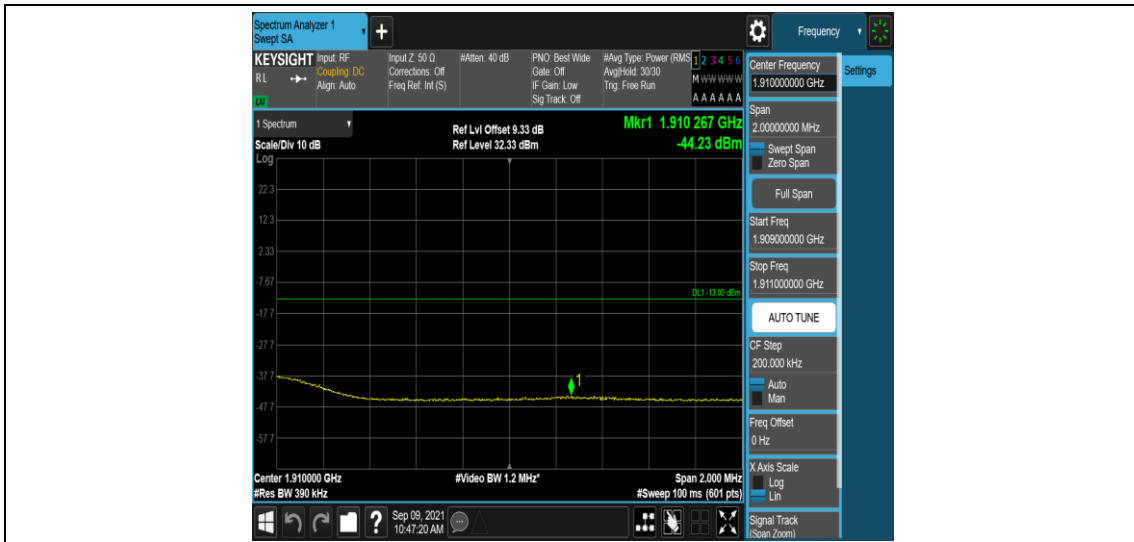 Spectrum Analyzer 1
Swept SA
Frequency
KEYSIGHT
RL
LXI
Input: RF
Coupling: DC
Align: Auto
Input Z: 50 Ω
Corrections: Off
Freq Ref: Int (S)
#Atten: 40 dB
PNO: Best Wide
Gate: Off
IF Gain: Low
Sig Track: Off
#Avg Type: Power (RMS
Avg|Hold: 30/30
Trig: Free Run
1 2 3 4 5 6
M W W W W W
A A A A A A
1 Spectrum
Scale/Div 10 dB
Log
Ref Lvl Offset 9.33 dB
Ref Level 32.33 dBm
Mkr1 1.910 267 GHz
-44.23 dBm
22.3
12.3
2.33
-7.67
DL1 -13.00 dBm
-17.7
-27.7
-37.7
1
-47.7
-57.7
Center 1.910000 GHz
#Res BW 390 kHz
#Video BW 1.2 MHz*
Span 2.000 MHz
#Sweep 100 ms (601 pts)
Sep 09, 2021
10:47:20 AM
Center Frequency
1.910000000 GHz
Settings
Span
2.00000000 MHz
Swept Span
Zero Span
Full Span
Start Freq
1.909000000 GHz
Stop Freq
1.911000000 GHz
AUTO TUNE
CF Step
200.000 kHz
Auto
Man
Freq Offset
0 Hz
X Axis Scale
Log
Lin
Signal Track
(Span Zoom)